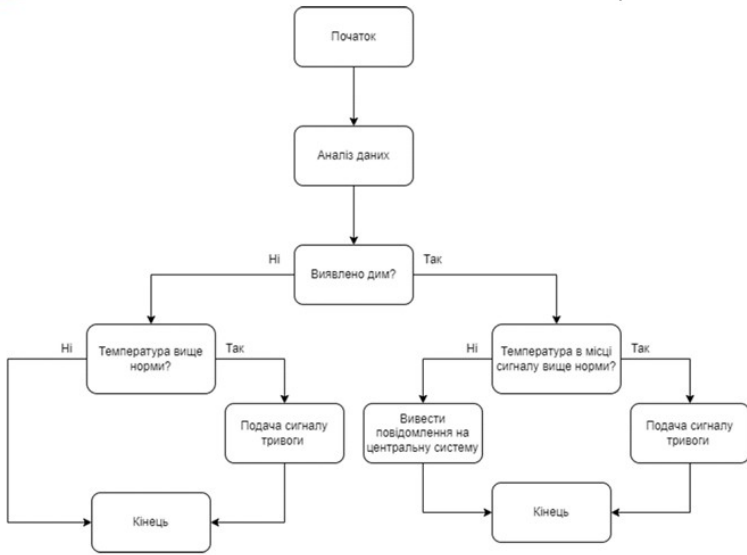 Початок
Аналіз даних
Ні
Так
Виявлено дим?
Ні
Температура вище
норми?
Так
Ні
Температура в місці
сигналу вище норми?
Так
Подача сигналу
тривоги
Вивести
повідомлення на
центральну систему
Подача сигналу
тривоги
Кінець
Кінець